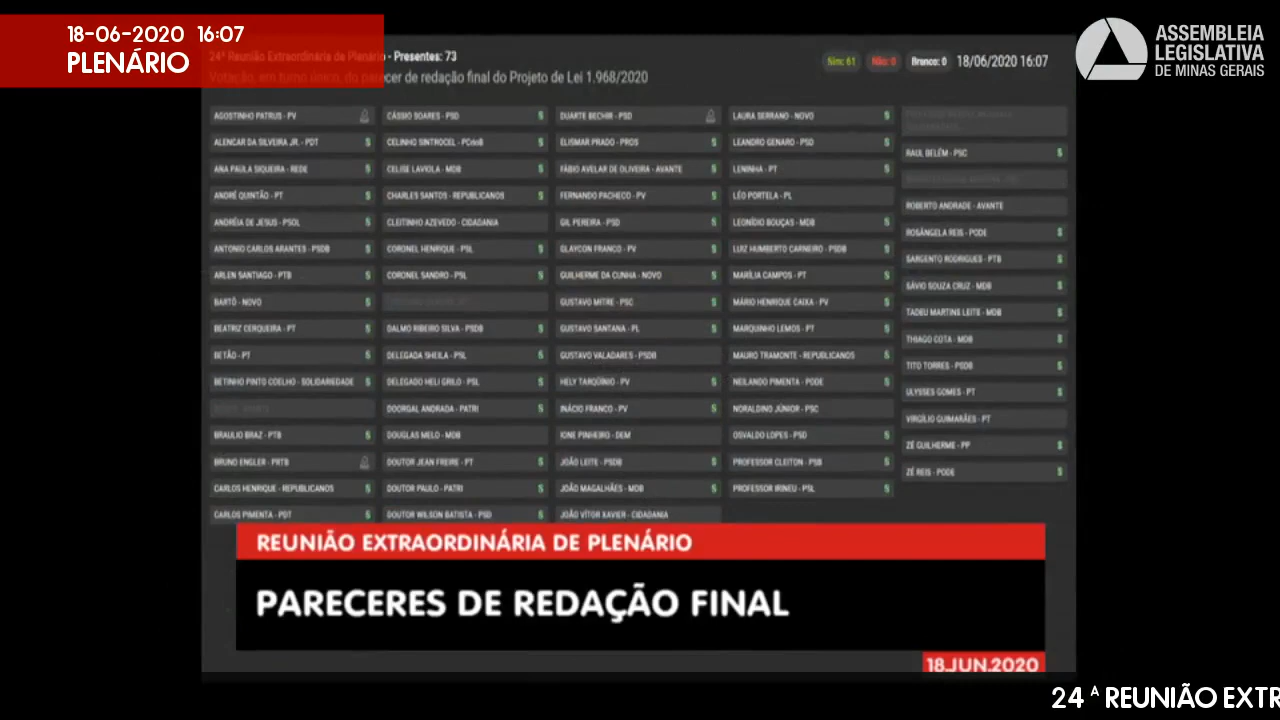 18-06-2020 16:07
PLENÁRIO
ASSEMBLEIA
LEGISLATIVA
DE MINAS GERAIS
24ª Reunião Extraordinária de Plenário - Presentes: 73
Votação, em turno único, do parecer de redação final do Projeto de Lei 1.968/2020
Sim: 61
Não: 0
Branco: 0
18/06/2020 16:07
AGOSTINHO PATRUS - PV
ALENCAR DA SILVEIRA JR. - PDT S
ANA PAULA SIQUEIRA - REDE S
ANDRÉ QUINTÃO - PT S
ANDRÉIA DE JESUS - PSOL S
ANTONIO CARLOS ARANTES - PSDB S
ARLEN SANTIAGO - PTB S
BARTÔ - NOVO S
BEATRIZ CERQUEIRA - PT S
BETÃO - PT S
BETINHO PINTO COELHO - SOLIDARIEDADE S
BRAULIO BRAZ - PTB S
BRUNO ENGLER - PRTB
CARLOS HENRIQUE - REPUBLICANOS S
CARLOS PIMENTA - PDT S
CÁSSIO SOARES - PSD S
CELINHO SINTROCEL - PCdoB S
CELISE LAVIOLA - MDB S
CHARLES SANTOS - REPUBLICANOS S
CLEITINHO AZEVEDO - CIDADANIA
CORONEL HENRIQUE - PSL S
CORONEL SANDRO - PSL S
DALMO RIBEIRO SILVA - PSDB S
DELEGADA SHEILA - PSL S
DELEGADO HELI GRILO - PSL S
DOORGAL ANDRADA - PATRI S
DOUGLAS MELO - MDB
DOUTOR JEAN FREIRE - PT S
DOUTOR PAULO - PATRI S
DOUTOR WILSON BATISTA - PSD S
DUARTE BECHIR - PSD
ELISMAR PRADO - PROS S
FÁBIO AVELAR DE OLIVEIRA - AVANTE S
FERNANDO PACHECO - PV S
GIL PEREIRA - PSD S
GLAYCON FRANCO - PV S
GUILHERME DA CUNHA - NOVO S
GUSTAVO MITRE - PSC S
GUSTAVO SANTANA - PL S
GUSTAVO VALADARES - PSDB
HELY TARQÜÍNIO - PV S
INÁCIO FRANCO - PV S
IONE PINHEIRO - DEM
JOÃO LEITE - PSDB S
JOÃO MAGALHÃES - MDB S
JOÃO VÍTOR XAVIER - CIDADANIA
LAURA SERRANO - NOVO S
LEANDRO GENARO - PSD S
LENINHA - PT S
LÉO PORTELA - PL
LEONÍDIO BOUÇAS - MDB S
LUIZ HUMBERTO CARNEIRO - PSDB S
MARÍLIA CAMPOS - PT S
MÁRIO HENRIQUE CAIXA - PV S
MARQUINHO LEMOS - PT S
MAURO TRAMONTE - REPUBLICANOS S
NEILANDO PIMENTA - PODE S
NORALDINO JÚNIOR - PSC
OSVALDO LOPES - PSD S
PROFESSOR CLEITON - PSB S
PROFESSOR IRINEU - PSL S
RAUL BELÉM - PSC S
ROBERTO ANDRADE - AVANTE
ROSÂNGELA REIS - PODE S
SARGENTO RODRIGUES - PTB S
SÁVIO SOUZA CRUZ - MDB S
TADEU MARTINS LEITE - MDB S
THIAGO COTA - MDB S
TITO TORRES - PSDB S
ULYSSES GOMES - PT S
VIRGÍLIO GUIMARÃES - PT
ZÉ GUILHERME - PP S
ZÉ REIS - PODE S
REUNIÃO EXTRAORDINÁRIA DE PLENÁRIO
PARECERES DE REDAÇÃO FINAL
18.JUN.2020
24 ª REUNIÃO EXTR